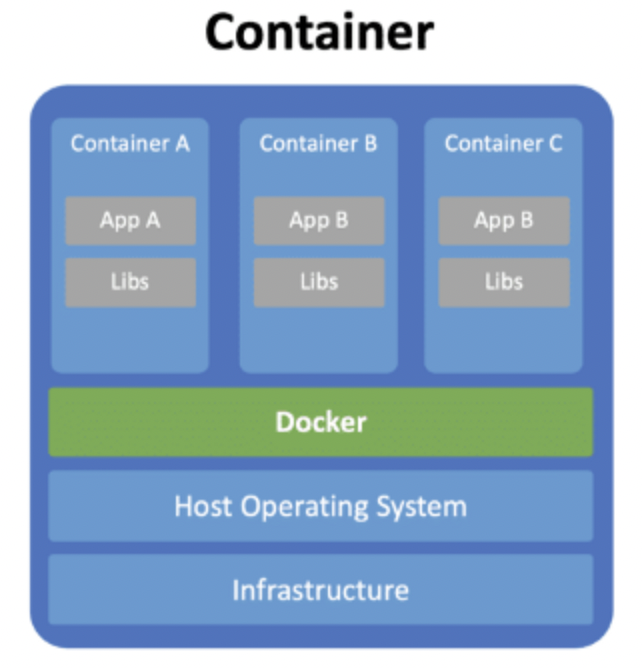 Container
Container A
Container B
Container C
App A
App B
App B
Libs
Libs
Libs
Docker
Host Operating System
Infrastructure